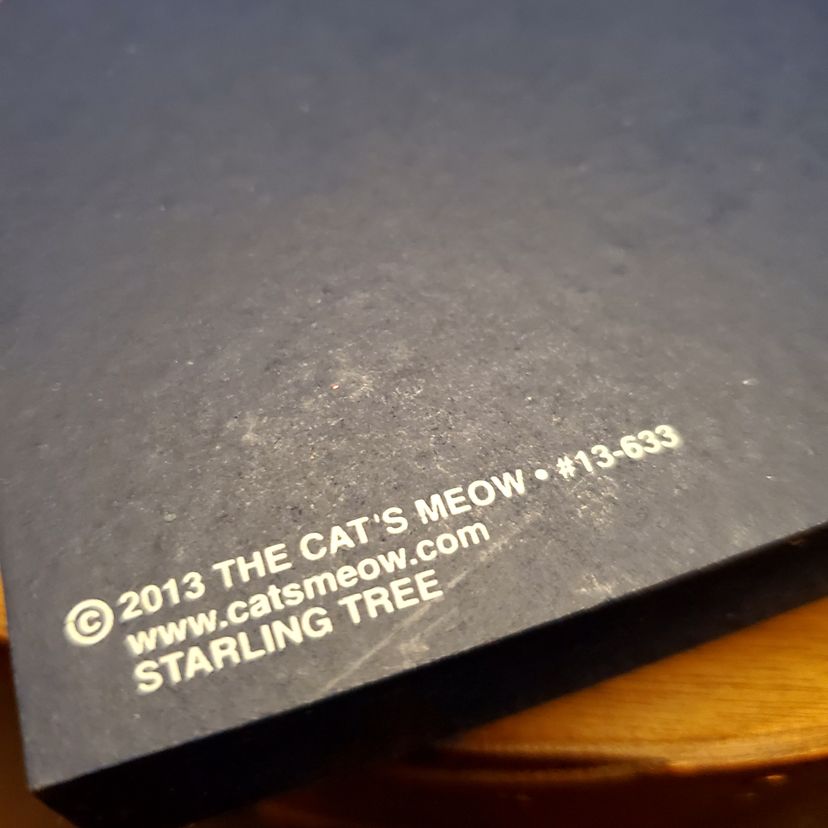 © 2013 THE CAT'S MEOW • #13-633
www.catsmeow.com
STARLING TREE